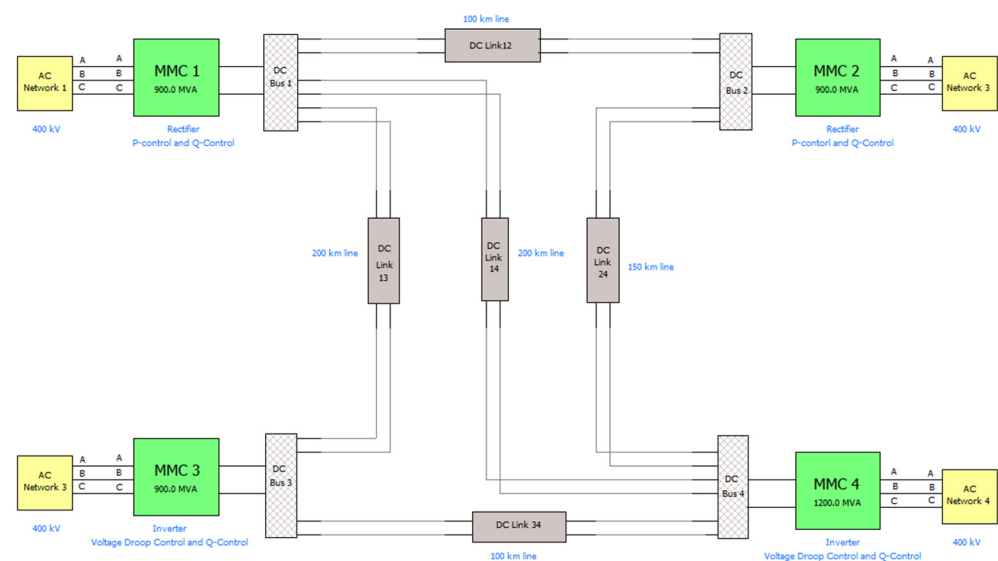 100 km line
DC Link12
AC
Network 1
A
B
C
A
B
C
MMC 1
900.0 MVA
DC
Bus 1
DC
Bus 2
MMC 2
900.0 MVA
A
B
C
A
B
C
AC
Network 3
400 kV
Rectifier
P-control and Q-Control
Rectifier
P-contorl and Q-Control
400 kV
200 km line
DC
Link
13
DC
Link
14
200 km line
DC
Link
24
150 km line
AC
Network 3
A
B
C
A
B
C
MMC 3
900.0 MVA
DC
Bus 3
DC
Bus 4
MMC 4
1200.0 MVA
A
B
C
A
B
C
AC
Network 4
400 kV
Inverter
Voltage Droop Control and Q-Control
DC Link 34
100 km line
Inverter
Voltage Droop Control and Q-Control
400 kV